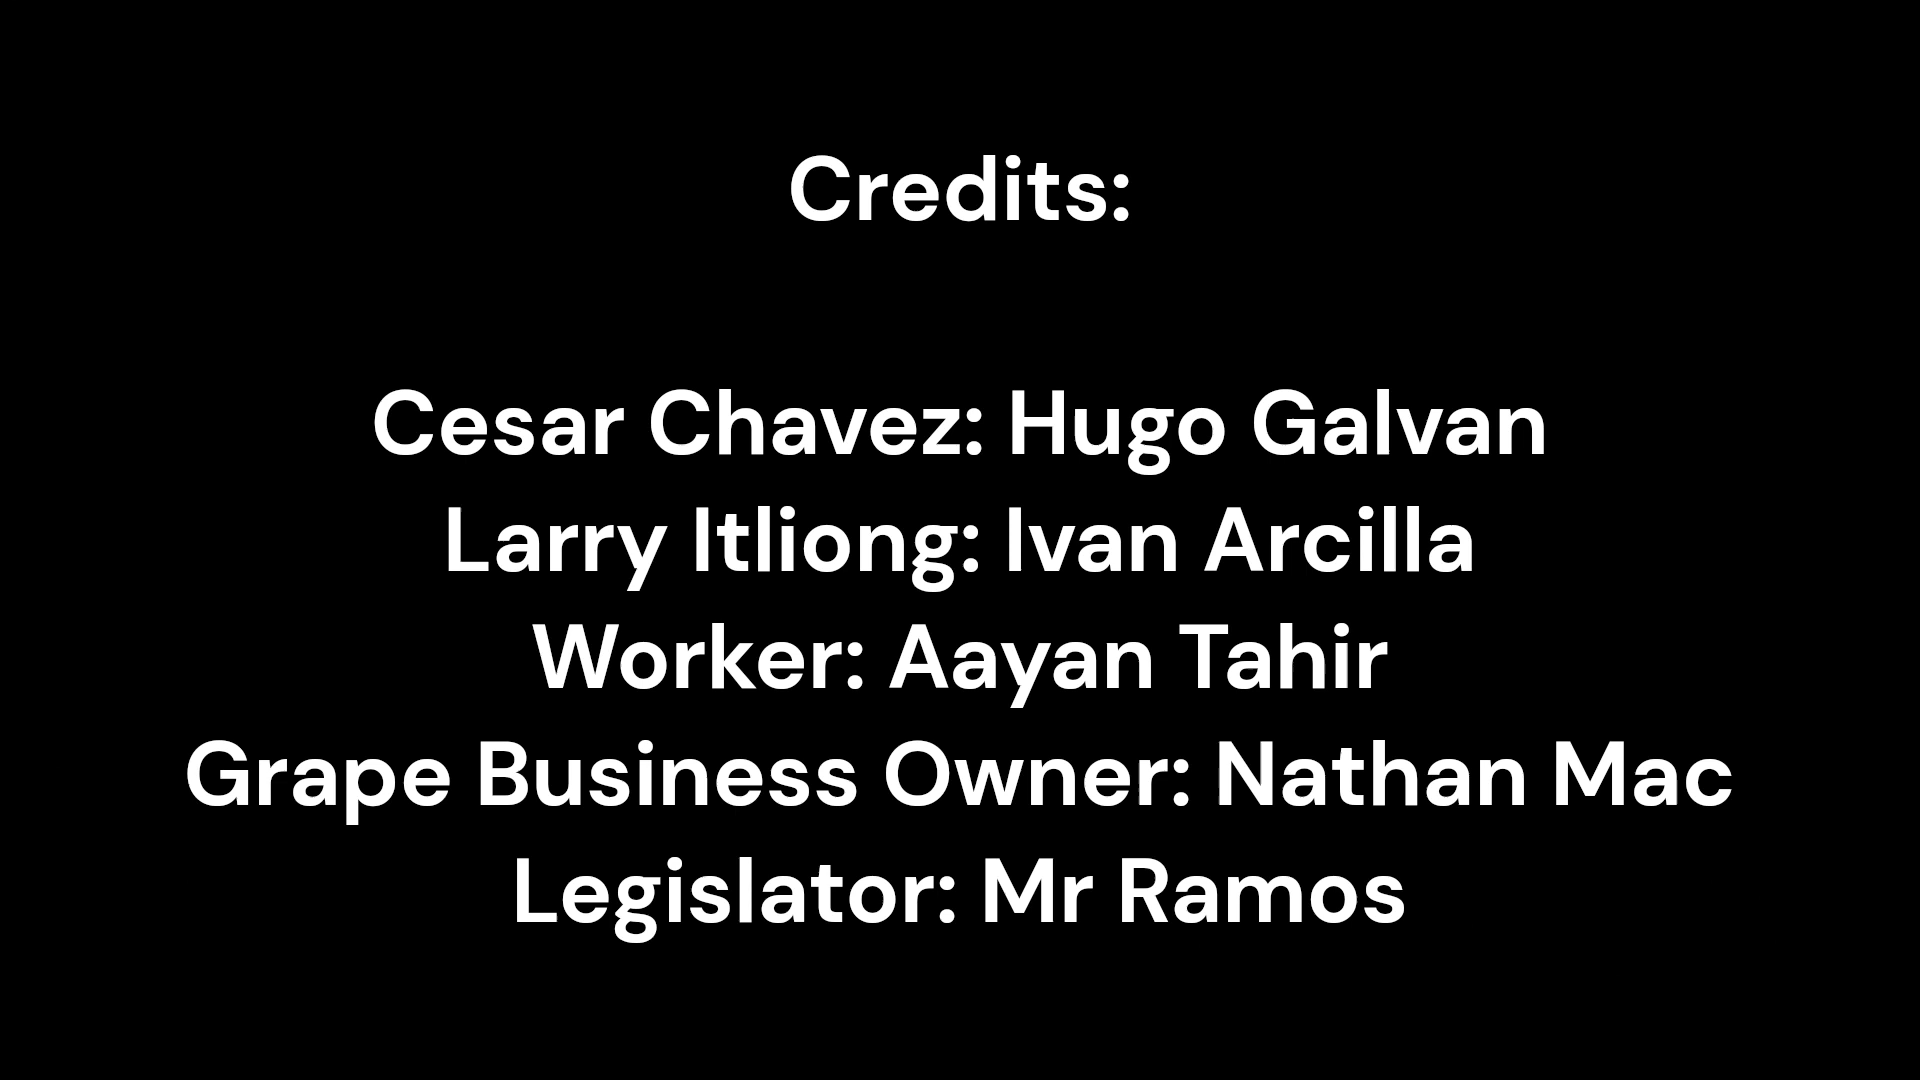 Credits:
Cesar Chavez: Hugo Galvan
Larry Itliong: Ivan Arcilla
Worker: Aayan Tahir
Grape Business Owner: Nathan Mac
Legislator: Mr Ramos